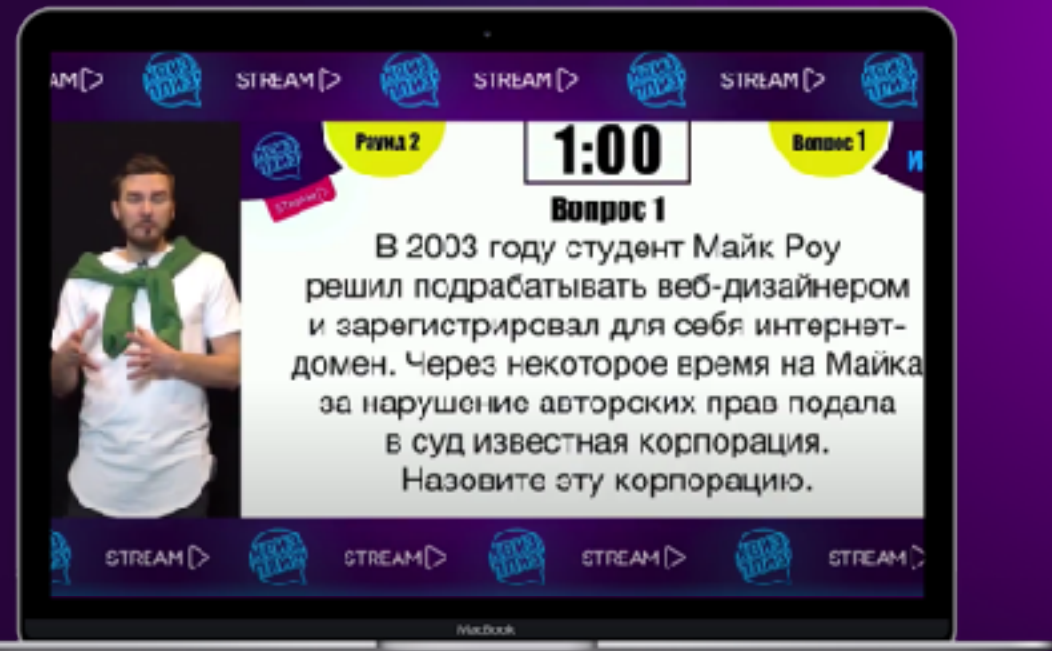 STREAM STREAM STREAM
Раунд 2
1:00
Вопрос 1
STREAM
Вопрос 1
В 2003 году студент Майк Роу
решил подрабатывать веб-дизайнером
и зарегистрировал для себя интернет-
домен. Через некоторое время на Майка
за нарушение авторских прав подала
в суд известная корпорация.
Назовите эту корпорацию.
STREAM STREAM STREAM STREAM
MacBook